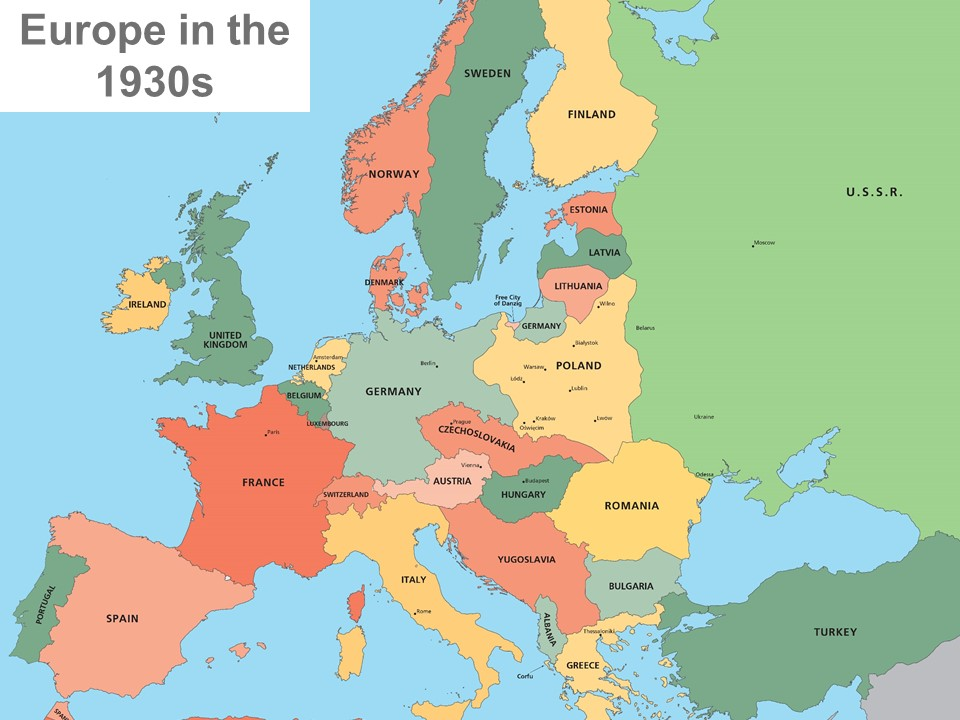 Europe in the
1930s
SWEDEN
FINLAND
NORWAY
U.S.S.R.
ESTONIA
Moscow
LATVIA
DENMARK
LITHUANIA
Free City
of Danzig
Wilno
IRELAND
GERMANY
Belarus
UNITED
KINGDOM
Białystok
Amsterdam
NETHERLANDS
Berlin
Warsaw
POLAND
Łódź
Lublin
GERMANY
BELGIUM
LUXEMBOURG
Prague
CZECHOSLOVAKIA
Kraków
Oświęcim
Lwów
Ukraine
Paris
Vienna
FRANCE
SWITZERLAND
AUSTRIA
Budapest
HUNGARY
Odessa
ROMANIA
YUGOSLAVIA
ITALY
BULGARIA
PORTUGAL
SPAIN
Rome
ALBANIA
Thessaloniki
TURKEY
GREECE
Corfu